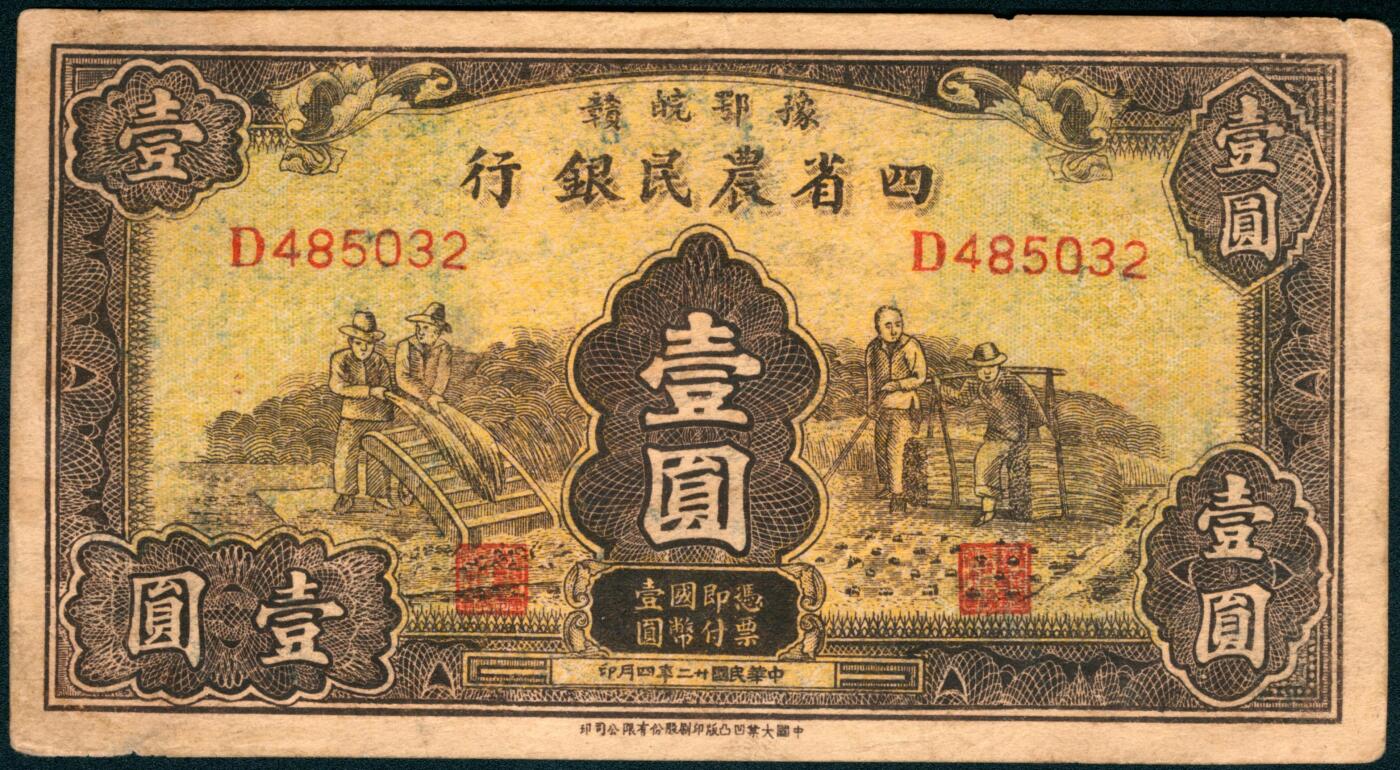 豫鄂皖贛
四省農民銀行
壹
壹圓
D485032
D485032
壹圓
憑票
即付
國幣
壹圓
壹圓
壹圓
中華民國廿二年四月印
中國大業凹凸版印刷股份有限公司印